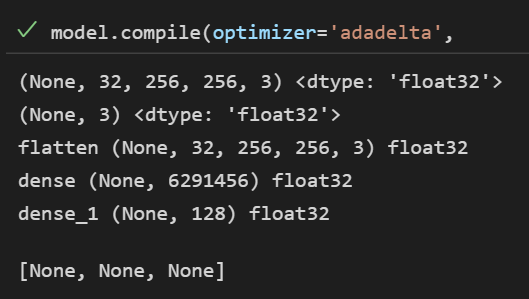 model.compile(optimizer='adadelta',
(None, 32, 256, 256, 3) <dtype: 'float32'>
(None, 3) <dtype: 'float32'>
flatten (None, 32, 256, 256, 3) float32
dense (None, 6291456) float32
dense_1 (None, 128) float32
[None, None, None]